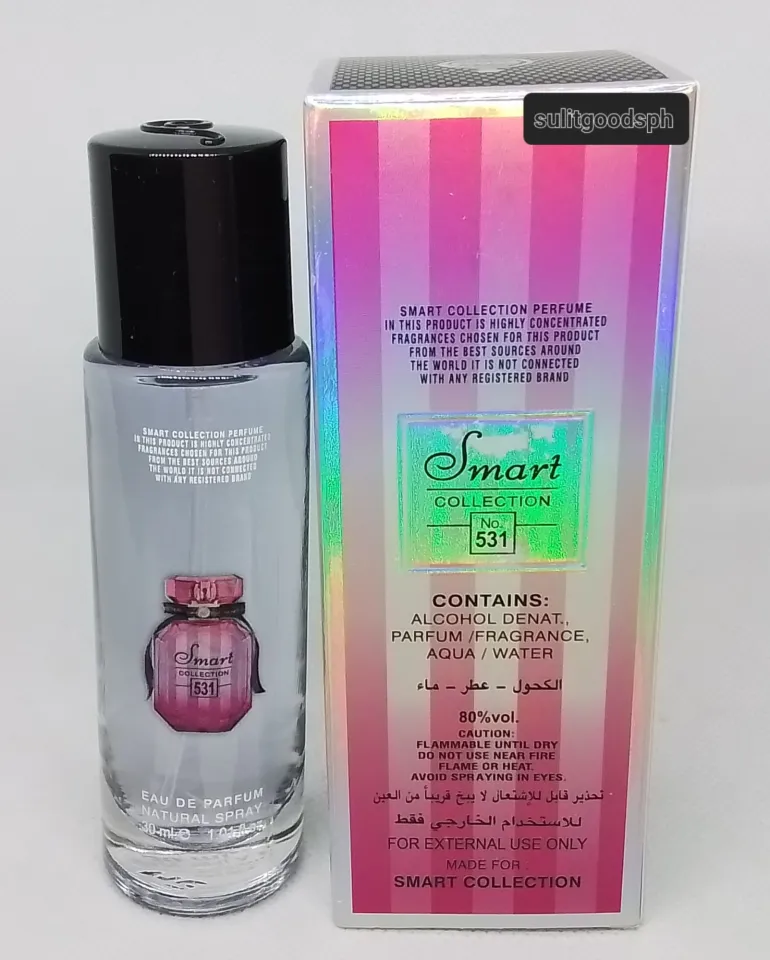 sulitgoodsph
SMART COLLECTION PERFUME
IN THIS PRODUCT IS HIGHLY CONCENTRATED
FRAGRANCES CHOSEN FOR THIS PRODUCT
FROM THE BEST SOURCES AROUND
THE WORLD IT IS NOT CONNECTED
WITH ANY REGISTERED BRAND
Smart
COLLECTION
531
EAU DE PARFUM
NATURAL SPRAY
30 ml ℮ 1.01
SMART COLLECTION PERFUME
IN THIS PRODUCT IS HIGHLY CONCENTRATED
FRAGRANCES CHOSEN FOR THIS PRODUCT
FROM THE BEST SOURCES AROUND
THE WORLD IT IS NOT CONNECTED
WITH ANY REGISTERED BRAND
Smart
COLLECTION
No.
531
CONTAINS:
ALCOHOL DENAT.,
PARFUM /FRAGRANCE,
AQUA / WATER
الكحول - عطر - ماء
80%vol.
CAUTION:
FLAMMABLE UNTIL DRY
DO NOT USE NEAR FIRE
FLAME OR HEAT.
AVOID SPRAYING IN EYES.
تحذير قابل للإشتعال لا يبخ قريباً من العين
للاستخدام الخارجي فقط
FOR EXTERNAL USE ONLY
MADE FOR
SMART COLLECTION